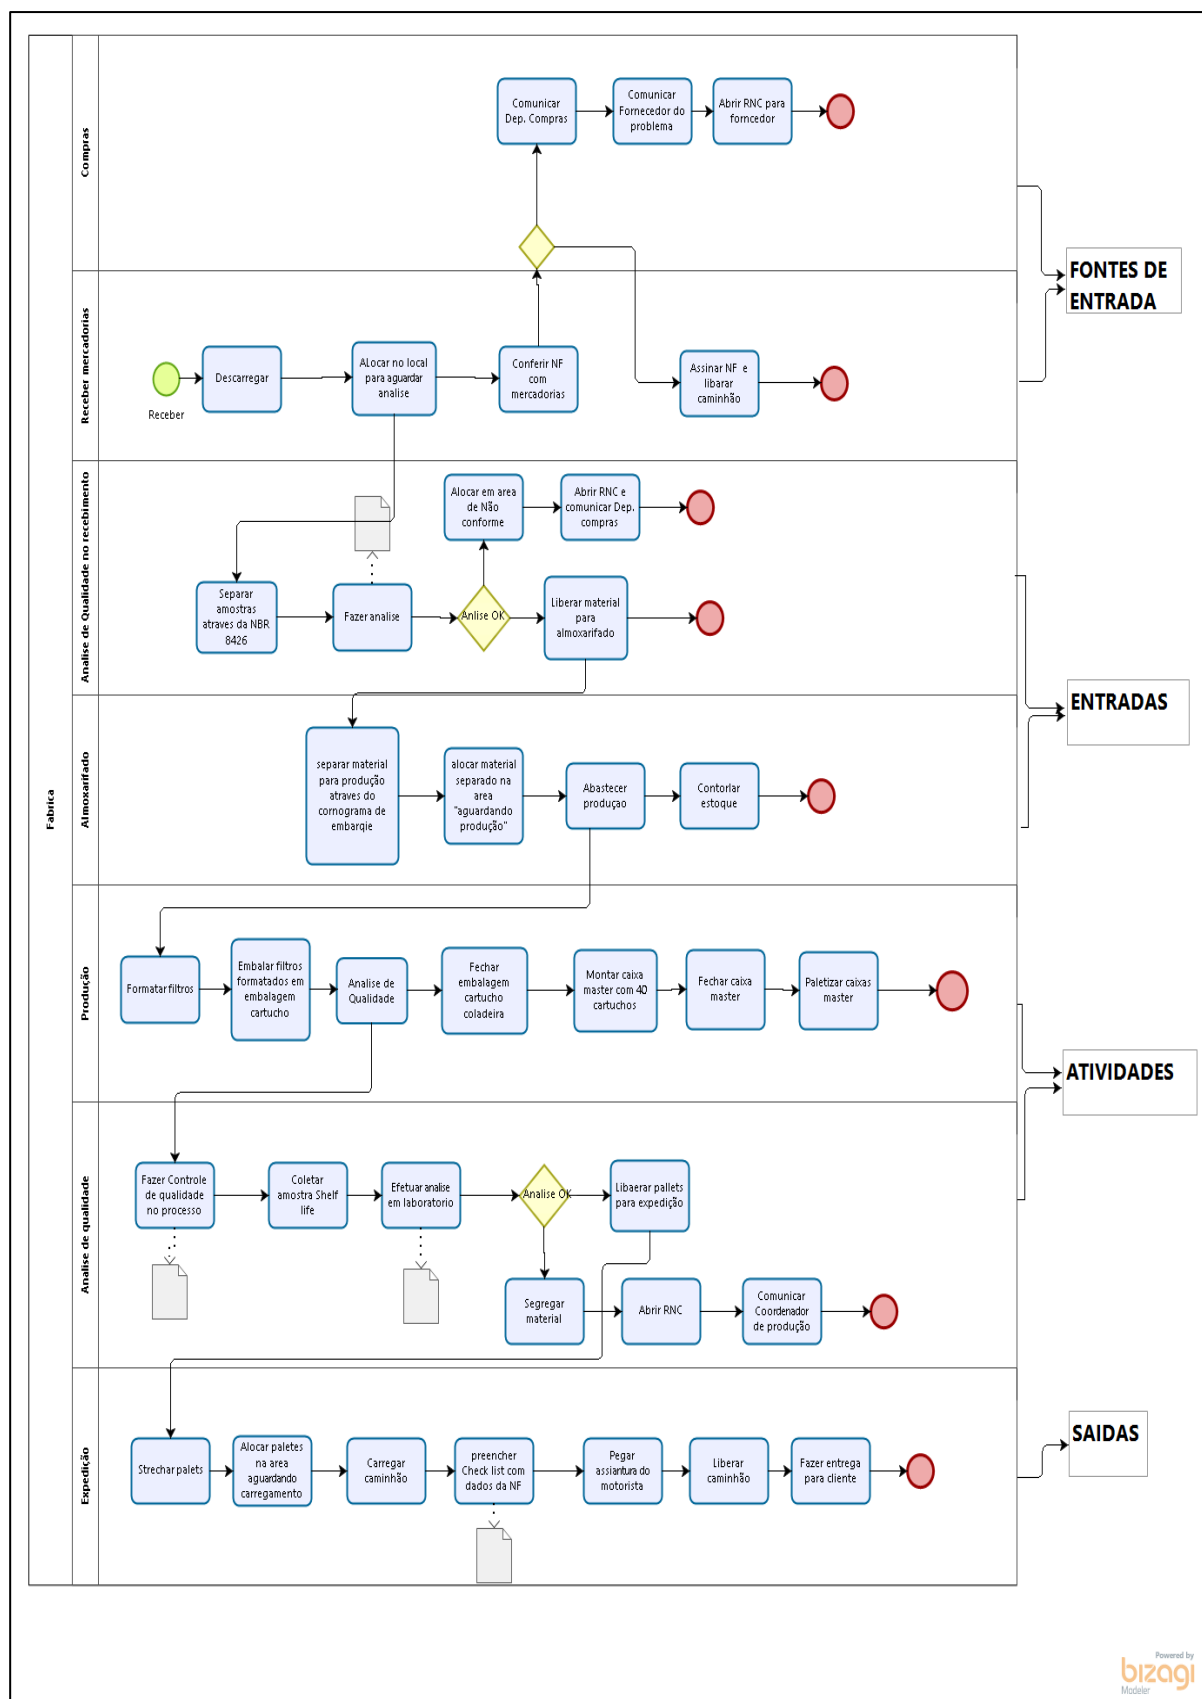 Fabrica
Compras
Comunicar
Dep. Compras
Comunicar
Fornecedor do
problema
Abrir RNC para
forncedor
FONTES DE
ENTRADA
Receber mercadorias
Receber
Descarregar
ALocar no local
para aguardar
analise
Conferir NF
com
mercadorias
Assinar NF e
libarar
caminhão
Analise de Qualidade no recebimento
Alocar em area
de Não
conforme
Abrir RNC e
comunicar Dep.
compras
Separar
amostras
atraves da NBR
8426
Fazer analise
Anlise OK
Liberar material
para
almoxarifado
ENTRADAS
Almoxarifado
separar material
para produção
atraves do
cornograma de
embarqie
alocar material
separado na
area
"aguardando
produção"
Abastecer
produçao
Contorlar
estoque
Produção
Formatar filtros
Embalar filtros
formatados em
embalagem
cartucho
Analise de
Qualidade
Fechar
embalagem
cartucho
coladeira
Montar caixa
master com 40
cartuchos
Fechar caixa
master
Paletizar caixas
master
ATIVIDADES
Analise de qualidade
Fazer Controle
de qualidade
no processo
Coletar
amostra Shelf
life
Efetuar analise
em laboratorio
Analise OK
Libaerar pallets
para expedição
Segregar
material
Abrir RNC
Comunicar
Coordenador
de produção
Expedição
Strechar palets
Alocar paletes
na area
aguardando
carregamento
Carregar
caminhão
preencher
Check list com
dados da NF
Pegar
assiantura do
motorista
Liberar
caminhão
Fazer entrega
para cliente
SAIDAS
Powered by
bizagi
Modeler